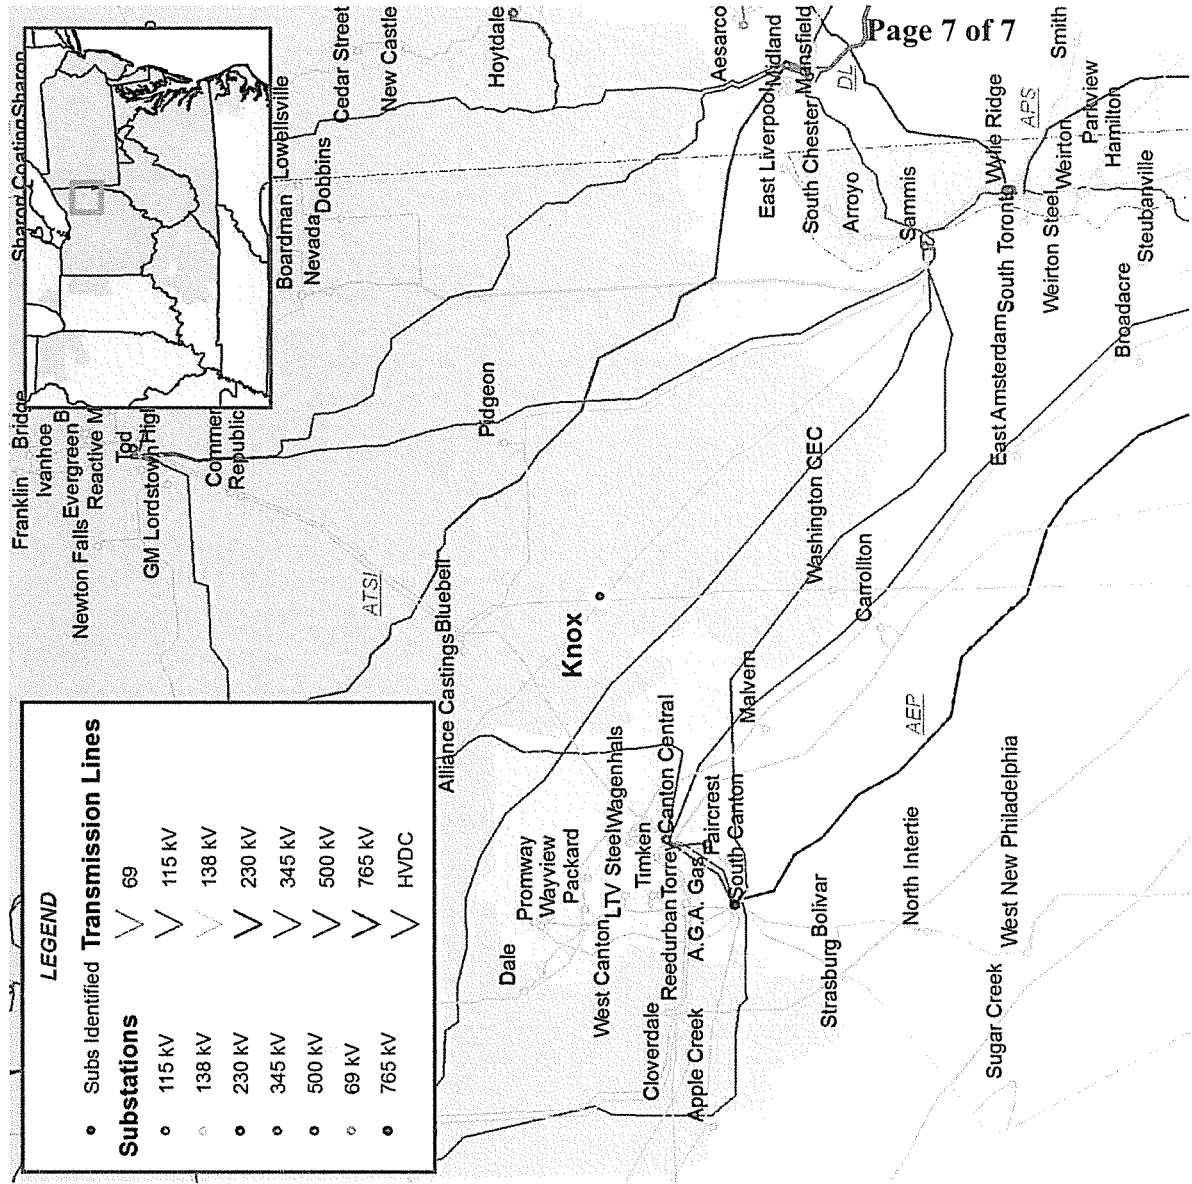 Page 7 of 7
LEGEND
Subs Identified
Transmission Lines
Substations
69
115 kV
115 kV
138 kV
138 kV
230 kV
230 kV
345 kV
345 kV
500 kV
500 kV
69 kV
765 kV
765 kV
HVDC
Sharon Coating
Sharon
Franklin
Bridge
Ivanhoe
Evergreen
B
Reactive M
Newton Falls
Tod
GM Lordstown
High
Commer
Republic
Lowellsville
Boardman
Nevada
Dobbins
Cedar Street
New Castle
Hoytdale
Aesarco
East Liverpool
Midland
Mansfield
South Chester
DL
Arroyo
Sammis
Wylie Ridge
APS
Smith
Parkview
Hamilton
Weirton
South Toronto
Weirton Steel
Steubanville
Broadacre
East Amsterdam
Pidgeon
ATSI
Alliance Castings
Bluebell
Knox
Washington CEC
Carrollton
Malvern
AEP
Canton Central
Wagenhals
LTV Steel
Timken
Promway
Wayview
Packard
Dale
West Canton
Reedurban
Torrey
Faircrest
South Canton
A.G.A. Gas
Cloverdale
Apple Creek
Strasburg
Bolivar
North Intertie
West New Philadelphia
Sugar Creek